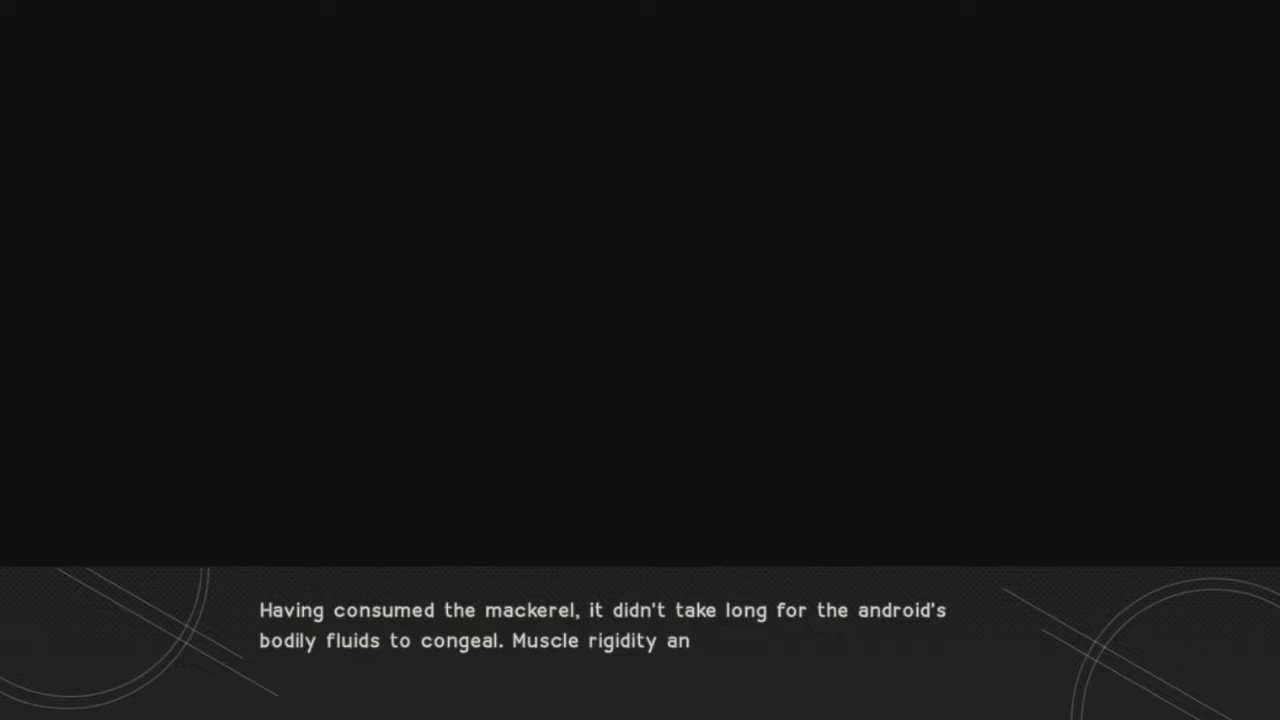 Having consumed the mackerel, it didn't take long for the android's
bodily fluids to congeal. Muscle rigidity an